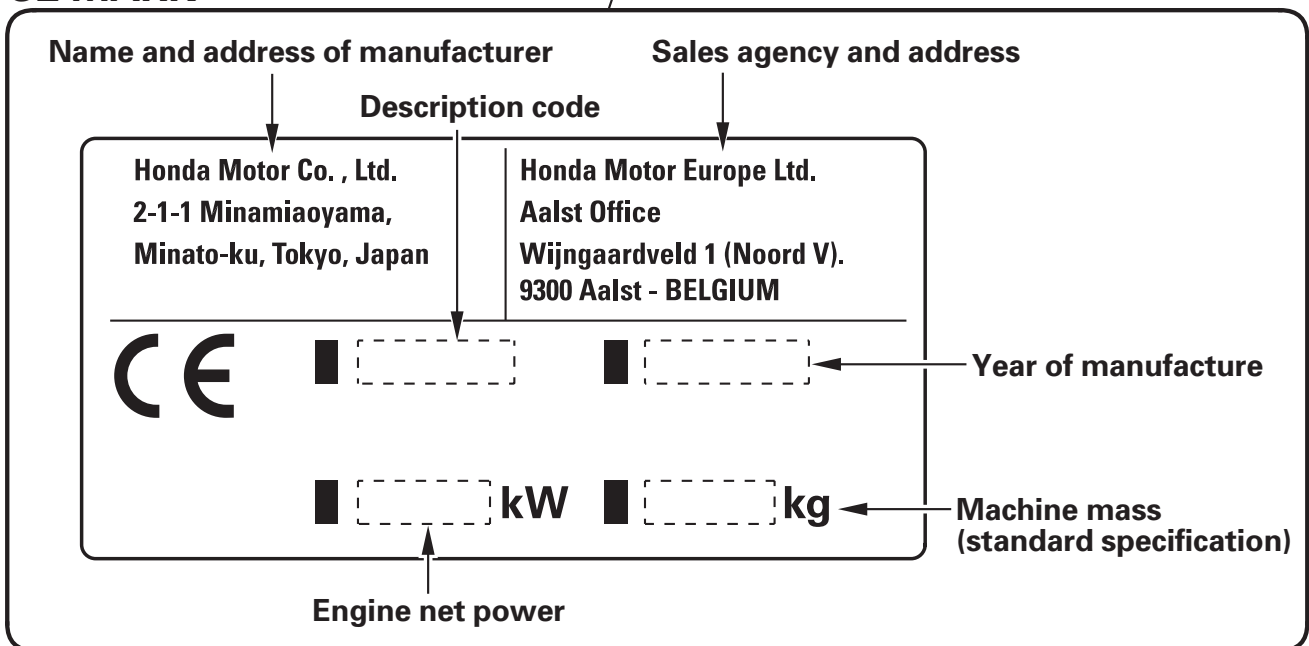 Name and address of manufacturer
Sales agency and address
Description code
Honda Motor Co. , Ltd.
2-1-1 Minamiaoyama,
Minato-ku, Tokyo, Japan
Honda Motor Europe Ltd.
Aalst Office
Wijngaardveld 1 (Noord V).
9300 Aalst - BELGIUM
CE
Year of manufacture
kW
kg
Machine mass
(standard specification)
Engine net power